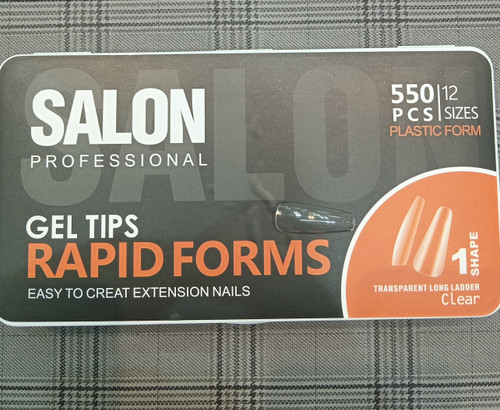 SALON
SALON
PROFESSIONAL
550 12
PCS SIZES
PLASTIC FORM
GEL TIPS
RAPID FORMS
EASY TO CREAT EXTENSION NAILS
1 SHAPE
TRANSPARENT LONG LADDER
Clear